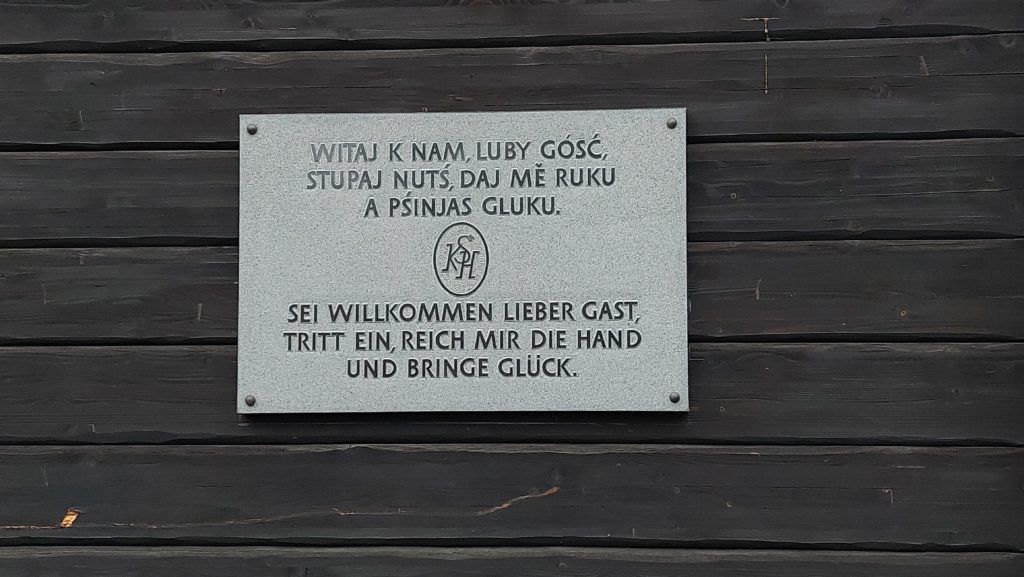 WITAJ K NAM, LUBY GÓSĆ,
STUPAJ NUTŚ, DAJ MĚ RUKU
A PŚINJAS GLUKU.
KSPH
SEI WILLKOMMEN LIEBER GAST,
TRITT EIN, REICH MIR DIE HAND
UND BRINGE GLÜCK.